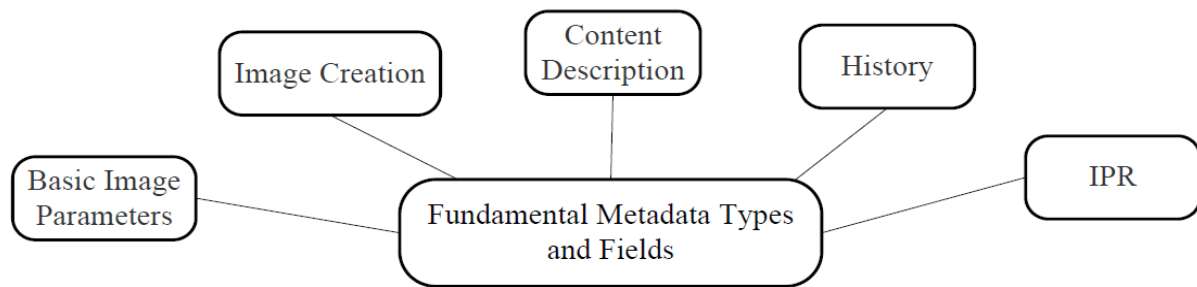 Content
Description
Image Creation
History
Basic Image
Parameters
IPR
Fundamental Metadata Types
and Fields